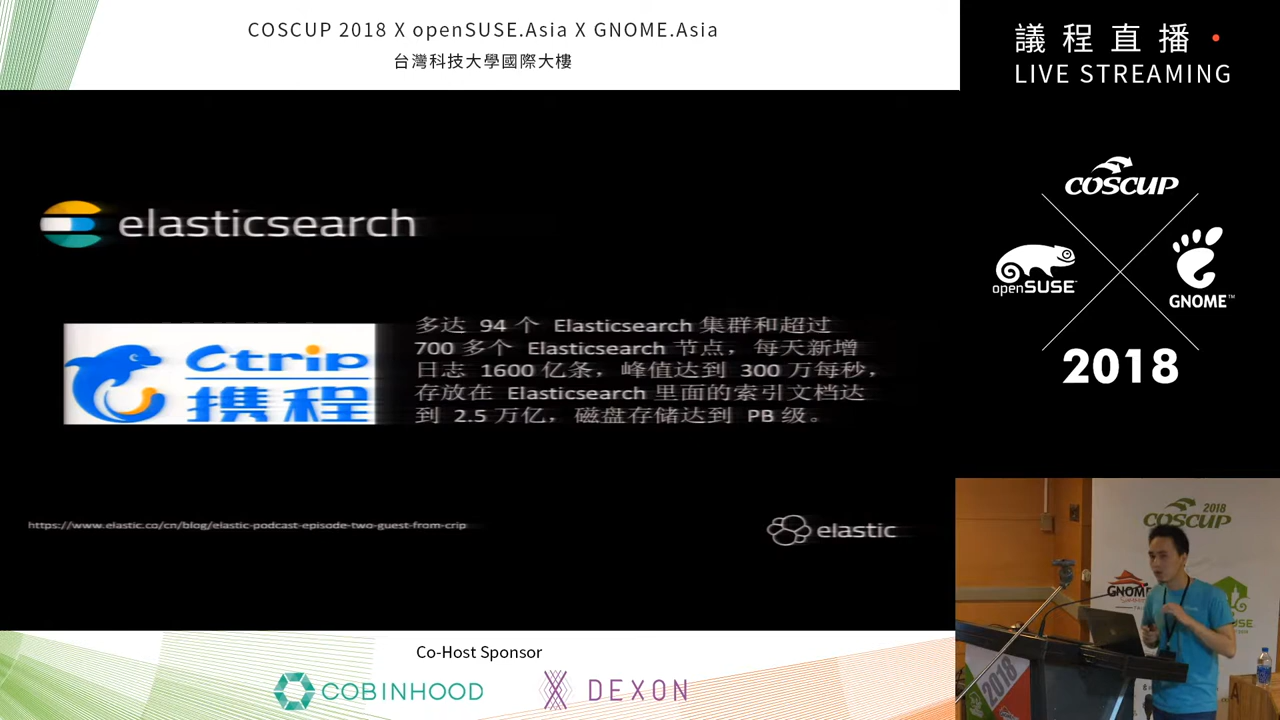 COSCUP 2018 X openSUSE.Asia X GNOME.Asia
台灣科技大學國際大樓
議程直播
LIVE STREAMING
COSCUP
openSUSE
GNOME™
2018
elasticsearch
Ctrip
携程
多达 94 个 Elasticsearch 集群和超过
700 多个 Elasticsearch 节点，每天新增
日志 1600 亿条，峰值达到 300 万每秒，
存放在 Elasticsearch 里面的索引文档达
到 2.5 万亿，磁盘存储达到 PB 级。
https://www.elastic.co/cn/blog/elastic-podcast-episode-two-guest-from-crip
elastic
2018
COSCUP
GNOME
2018
Co-Host Sponsor
COBINHOOD
DEXON